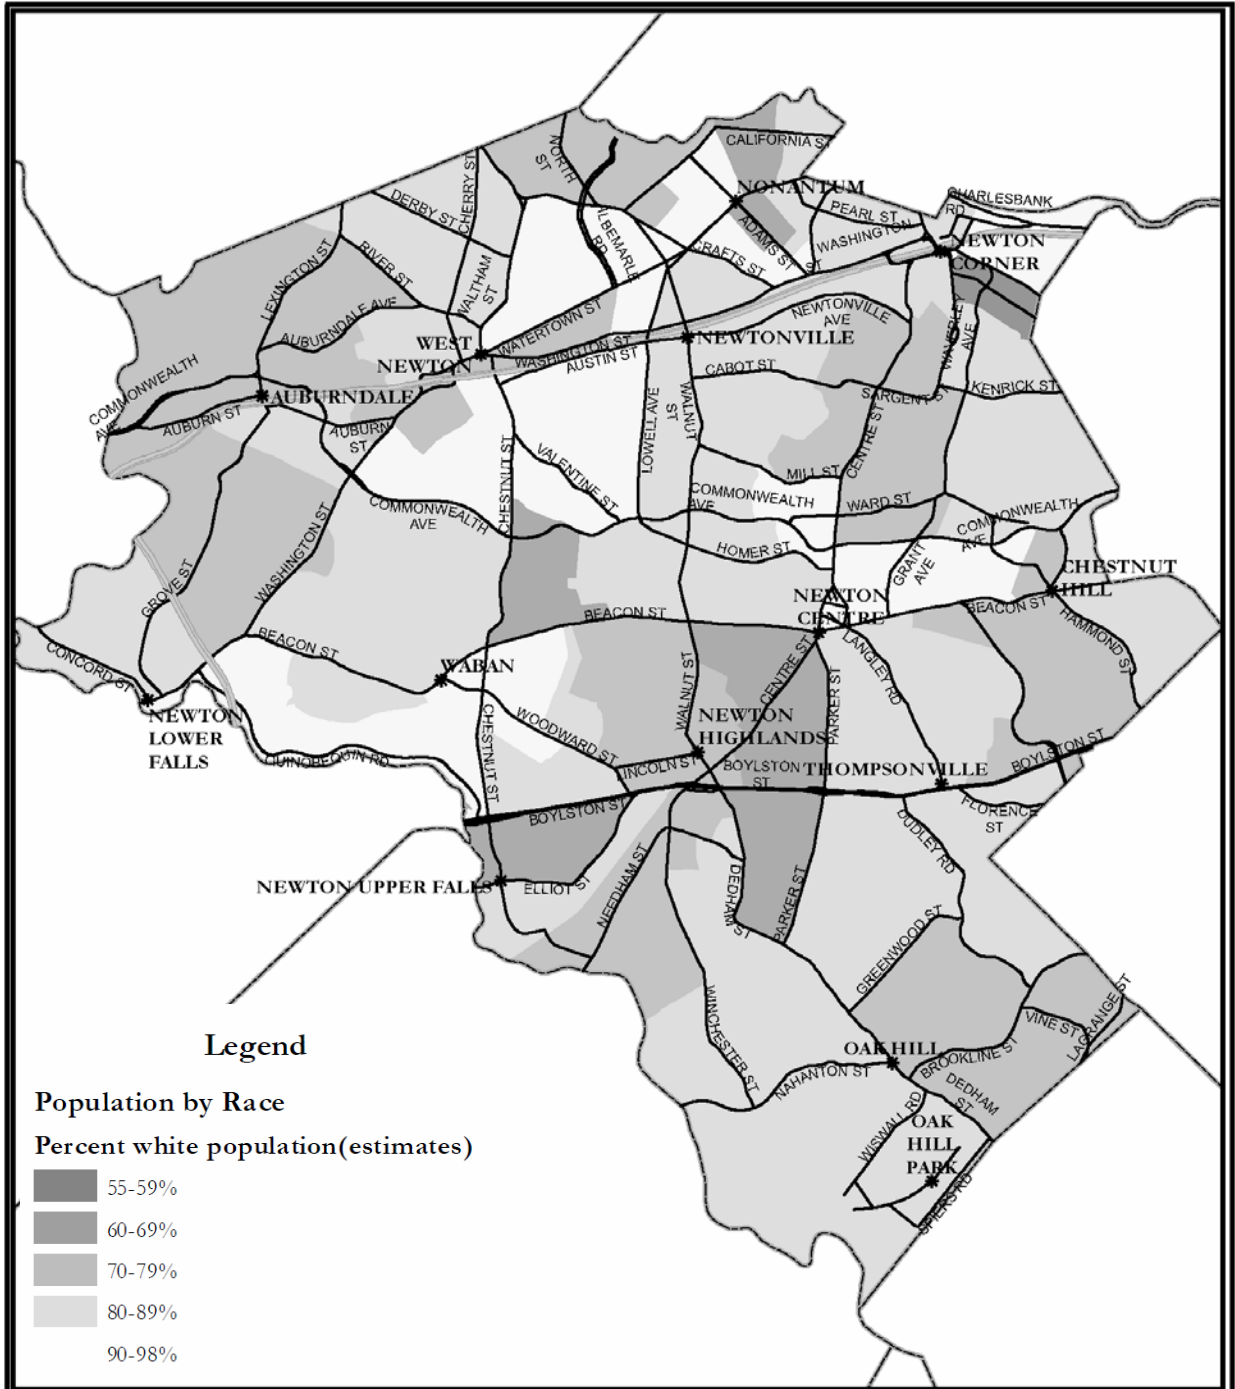 CALIFORNIA ST
NORTH
ST
CHERRY ST
NONANTUM
CHARLESBANK
RD
DERBY ST
PEARL ST
ALBEMARLE
RD
ADAMS ST
WASHINGTON
ST
NEWTON
CORNER
LEXINGTON ST
RIVER ST
CRAFTS ST
WALTHAM
ST
WATERTOWN ST
NEWTONVILLE
AVE
WAVERLEY
AVE
AUBURNDALE AVE
WEST
NEWTON
WASHINGTON ST
NEWTONVILLE
AUSTIN ST
COMMONWEALTH
AVE
CABOT ST
SARGENT ST
KENRICK ST
AUBURNDALE
AUBURN ST
AUBURN
ST
LOWELL AVE
WALNUT
ST
CENTRE ST
CHESTNUT ST
VALENTINE ST
MILL ST
COMMONWEALTH
AVE
COMMONWEALTH
AVE
WARD ST
COMMONWEALTH
AVE
WASHINGTON ST
HOMER ST
GRANT
AVE
CHESTNUT
HILL
GROVE ST
NEWTON
CENTRE
BEACON ST
BEACON ST
HAMMOND ST
BEACON ST
CONCORD ST
WABAN
CENTRE ST
LANGLEY RD
WALNUT ST
PARKER ST
NEWTON
LOWER
FALLS
CHESTNUT ST
WOODWARD ST
NEWTON
HIGHLANDS
QUINOBEQUIN RD
LINCOLN ST
BOYLSTON
ST
THOMPSONVILLE
BOYLSTON ST
BOYLSTON ST
FLORENCE
ST
DUDLEY RD
NEWTON UPPER FALLS
ELLIOT ST
NEEDHAM ST
DEDHAM
ST
PARKER ST
GREENWOOD ST
WINCHESTER ST
LAGRANGE ST
VINE ST
OAK HILL
BROOKLINE ST
NAHANTON ST
DEDHAM
ST
WISWALL RD
OAK
HILL
PARK
SPIERS RD
Legend
Population by Race
Percent white population(estimates)
55-59%
60-69%
70-79%
80-89%
90-98%